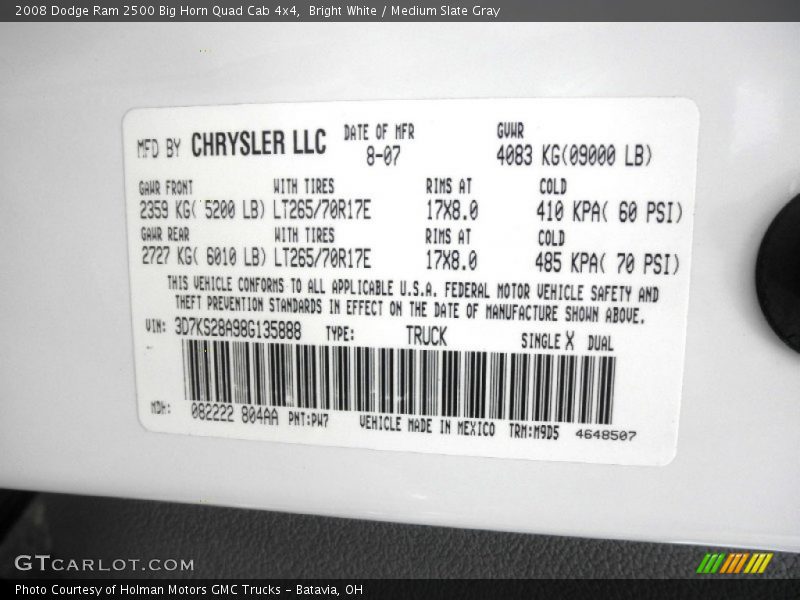 2008 Dodge Ram 2500 Big Horn Quad Cab 4x4,  Bright White / Medium Slate Gray
MFD BY CHRYSLER LLC DATE OF MFR 8-07 GVWR 4083 KG(09000 LB)
GAWR FRONT WITH TIRES RIMS AT COLD
2359 KG( 5200 LB) LT265/70R17E 17X8.0 410 KPA( 60 PSI)
GAWR REAR WITH TIRES RIMS AT COLD
2727 KG( 6010 LB) LT265/70R17E 17X8.0 485 KPA( 70 PSI)
THIS VEHICLE CONFORMS TO ALL APPLICABLE U.S.A. FEDERAL MOTOR VEHICLE SAFETY AND
THEFT PREVENTION STANDARDS IN EFFECT ON THE DATE OF MANUFACTURE SHOWN ABOVE.
VIN: 3D7KS28A98G135888 TYPE: TRUCK SINGLE X DUAL
MDH: 082222 804AA PNT:PW7 VEHICLE MADE IN MEXICO TRM:M9D5 4648507
GTCARLOT.COM
Photo Courtesy of Holman Motors GMC Trucks - Batavia, OH